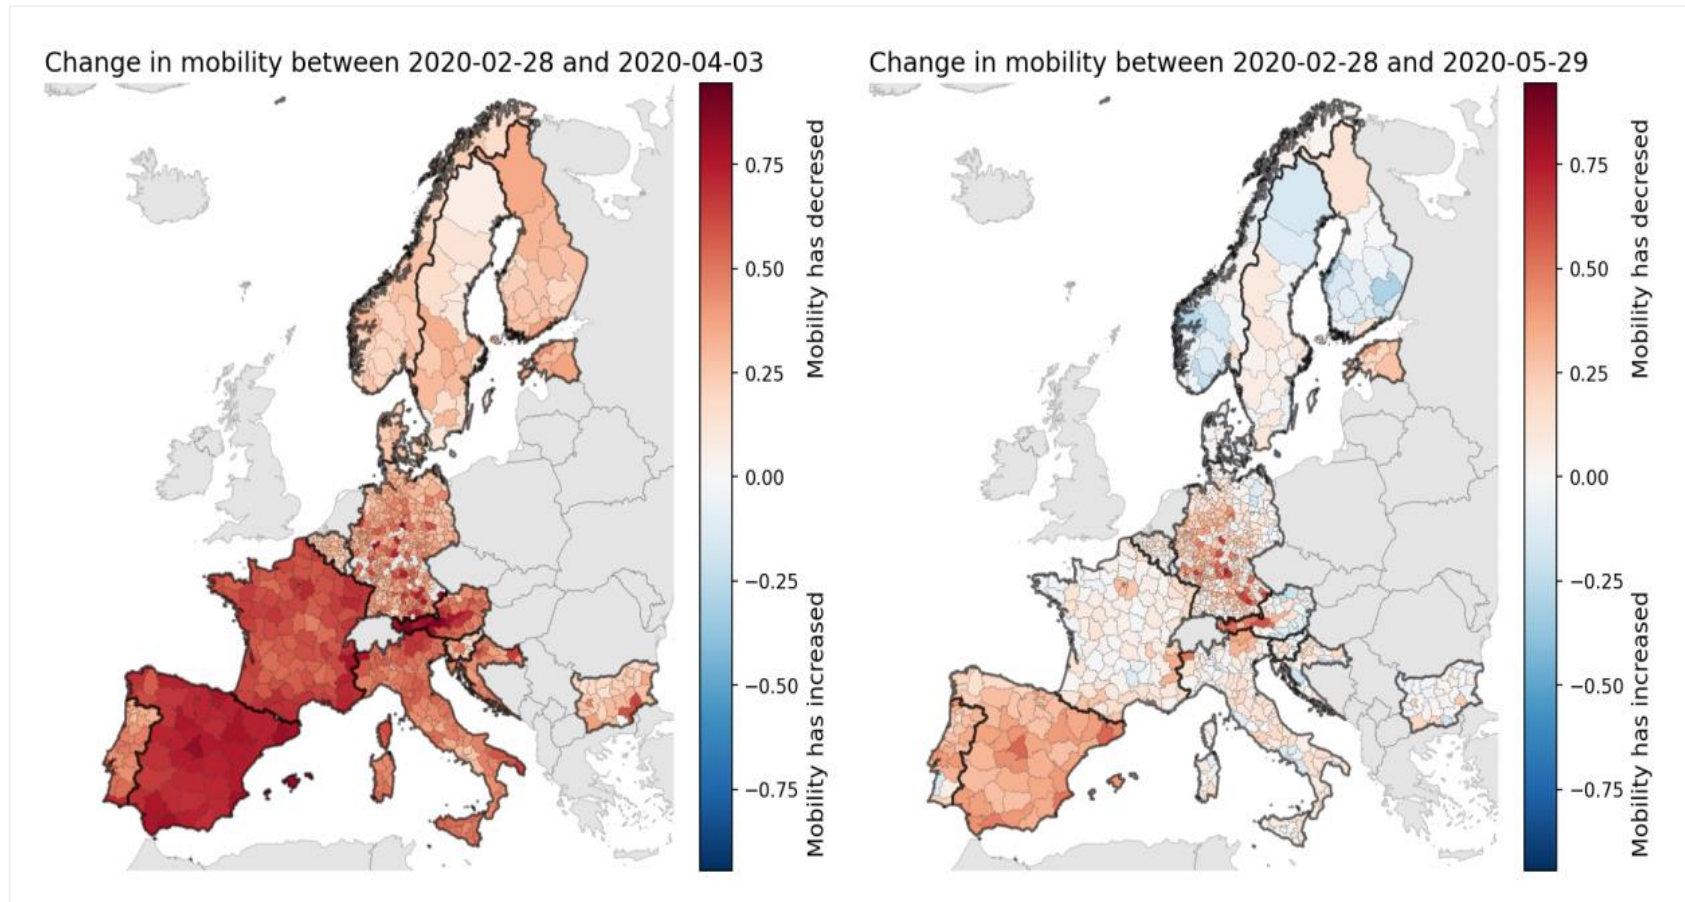 Change in mobility between 2020-02-28 and 2020-04-03
0.75
0.50
0.25
0.00
−0.25
−0.50
−0.75
Mobility has decresed
Mobility has increased
Change in mobility between 2020-02-28 and 2020-05-29
0.75
0.50
0.25
0.00
−0.25
−0.50
−0.75
Mobility has decresed
Mobility has increased